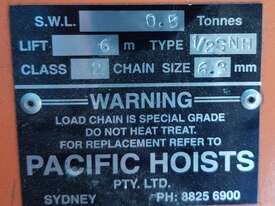 S.W.L. 0.5 Tonnes
LIFT 6 m TYPE V2SNH
CLASS 2 CHAIN SIZE 6.3 mm
WARNING
LOAD CHAIN IS SPECIAL GRADE
DO NOT HEAT TREAT.
FOR REPLACEMENT REFER TO
PACIFIC HOISTS
PTY. LTD.
SYDNEY PH: 8825 6900